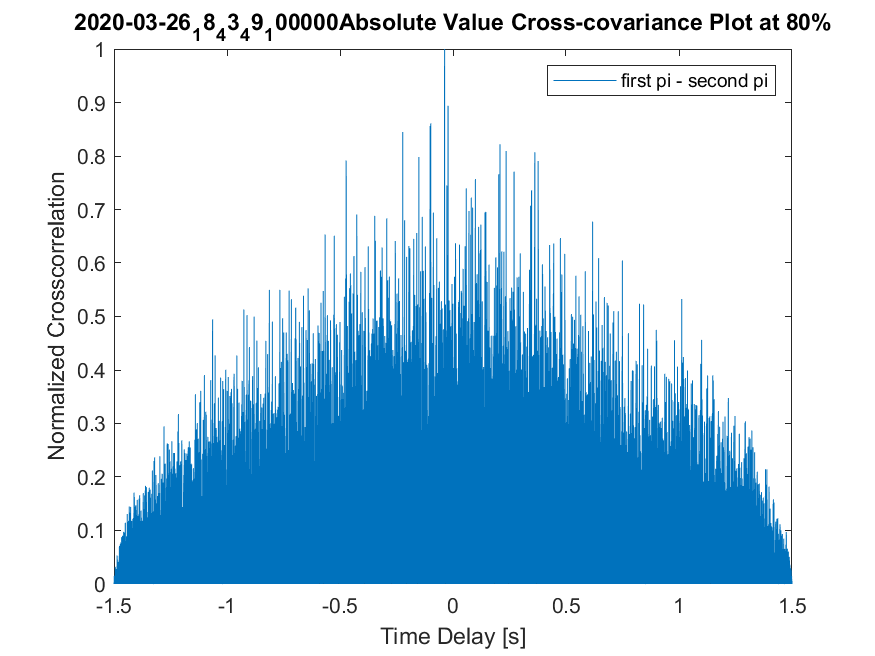 2020-03-26₁8₄3₄9₁00000Absolute Value Cross-covariance Plot at 80%
first pi - second pi
1
0.9
0.8
0.7
0.6
0.5
0.4
0.3
0.2
0.1
0
Normalized Crosscorrelation
-1.5 -1 -0.5 0 0.5 1 1.5
Time Delay [s]